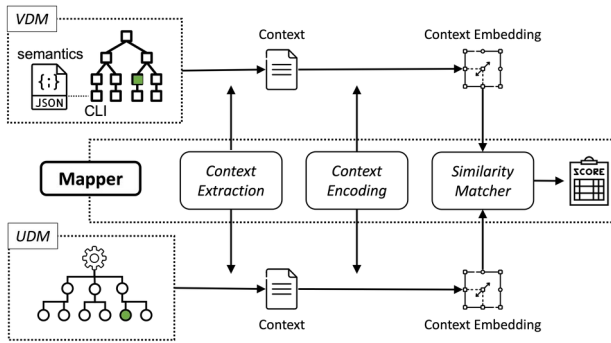 VDM
semantics
{;}
JSON
CLI
Context
Context Embedding
Mapper
Context
Extraction
Context
Encoding
Similarity
Matcher
SCORE
UDM
Context
Context Embedding